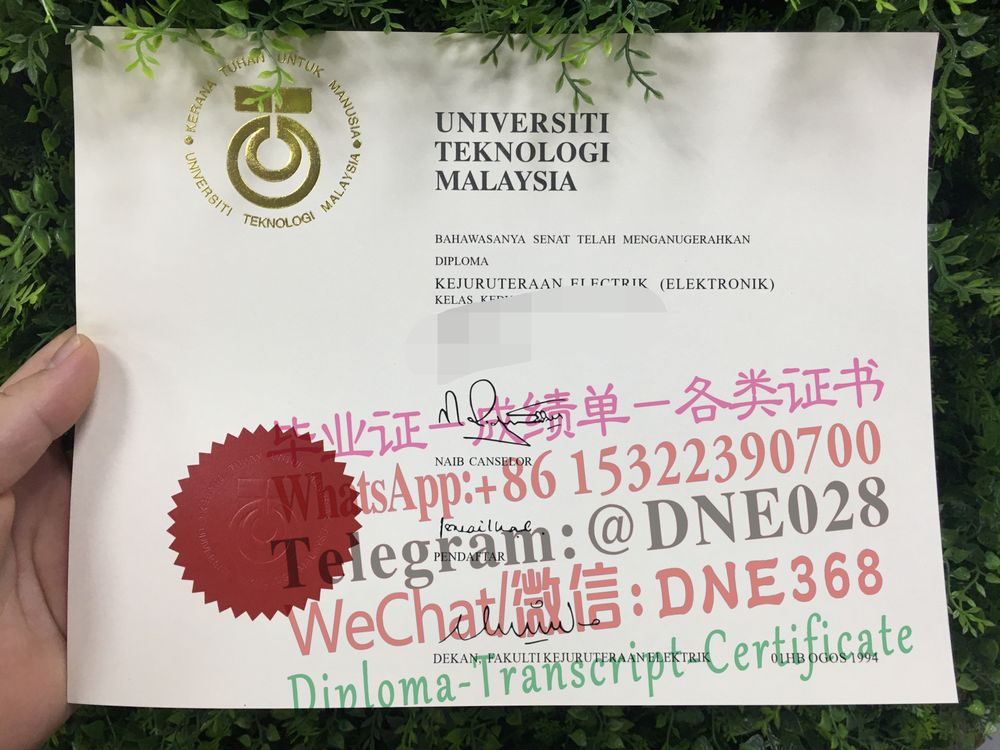 KERANA TUHAN UNTUK MANUSIA
UNIVERSITI TEKNOLOGI MALAYSIA
UNIVERSITI
TEKNOLOGI
MALAYSIA
BAHAWASANYA SENAT TELAH MENGANUGERAHKAN
DIPLOMA
KEJURUTERAAN ELECTRIK (ELEKTRONIK)
KELAS
毕业证—成绩单—各类证书
NAIB CANSELOR
WhatsApp:+86 15322390700
Telegram:@DNE028
PENDAFTAR
WeChat/微信:DNE368
DEKAN, FAKULTI KEJURUTERAAN ELEKTRIK 01HB OGOS 1994
Diploma-Transcript-Certificate